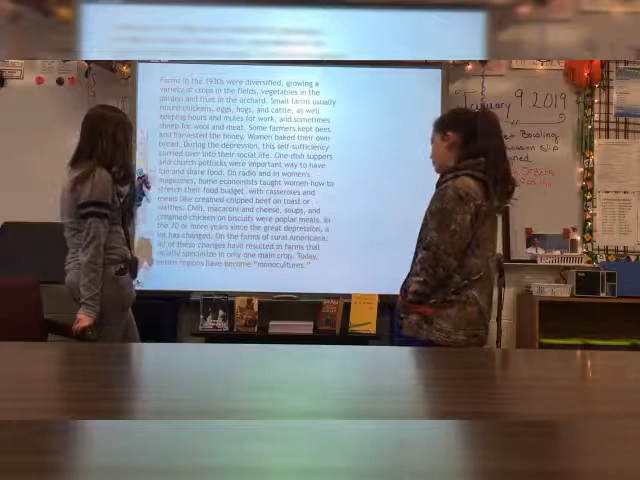 Farms in the 1930s were diversified, growing a
variety of crops in the fields, vegetables in the
garden and fruit in the orchard. Small farms usually
raised chickens, eggs, hogs, and cattle, as well
keeping hours and mules for work, and sometimes
sheep for wool and meat. Some farmers kept bees
and harvested the honey. Women baked their own
bread. During the depression, this self-sufficiency
carried over into their social life. One-dish suppers
and church potlucks were important way to have
fun and share food. On radio and in women's
magazines, home economists taught women how to
stretch their food budget with casseroles and
meals like creamed chipped beef on toast or
waffles. Chili, macaroni and cheese, soups, and
creamed chicken on biscuits were poplar meals. In
the 70 or more years since the great depression, a
lot has changed. On the farms of rural Americana.
All of these changes have resulted in farms that
usually specialize in only one main crop. Today,
entire regions have become "monocultures."
January 9, 2019
Bowling
Slip